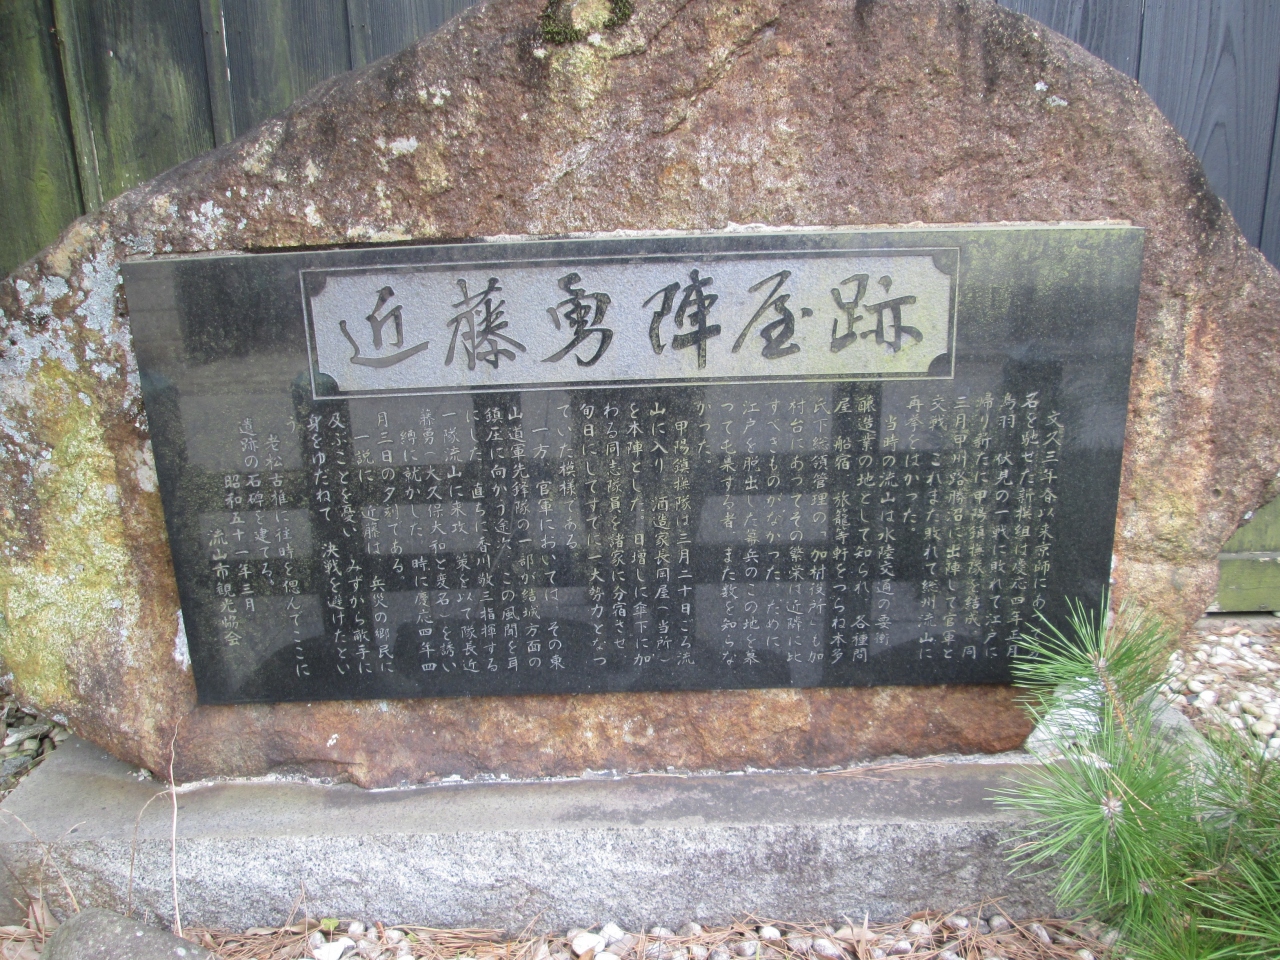 近藤勇陣屋跡
文久三年春以来京師にあって
名を馳せた新撰組は慶応四年正月
鳥羽 伏見の一戦に敗れて江戸に
帰り新たに甲陽鎮撫隊を結成、同
三月甲州路勝沼に出陣して官軍と
交戦、これまた敗れて総州流山に
再挙をはかった。
当時の流山は水陸交通の要衝
醸造業の地として知られ、各種問
屋、船宿、旅籠等軒をつらね本多
氏下総領管理の「加村役所」も加
村台にあってその繁栄は近隣に比
すべきものがなかった。ために
江戸を脱出した幕兵のこの地を慕
って屯集する者、また数を知らな
かった。
甲陽鎮撫隊は三月二十日ころ流
山に入り、酒造家長岡屋(当所)
を本陣とした。日増しに傘下に加
わる同志隊員を諸家に分宿させ、
旬日にしてすでに一大勢力となっ
ていた模様である。
一方、官軍においては、その東
山道軍先鋒隊の一部が結城方面の
鎮圧に向かう途次、この風聞を耳
にした。直ちに香川敬三指揮する
一隊流山に来攻、策を以て隊長近
藤勇(大久保大和と変名)を誘い
縛に就かした。時に慶応四年四
月三日の夕刻である。
一説に、近藤は、兵災の郷民に
及ぶことを憂い、みずから敵手に
身をゆだねて、決戦を避けたとい
う。
老松古椎に往時を偲んでここに
遺跡の石碑を建てる。
昭和五十一年三月
流山市観光協会